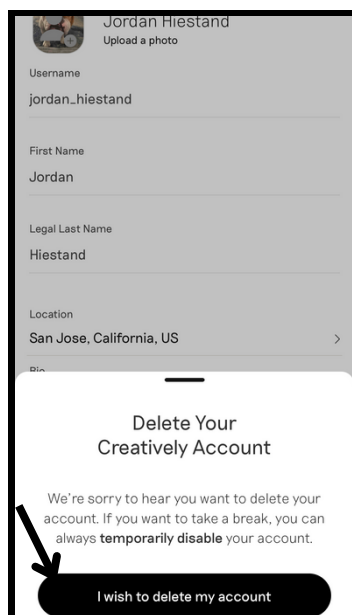 Jordan Hiestand
Upload a photo
Username
jordan_hiestand
First Name
Jordan
Legal Last Name
Hiestand
Location
San Jose, California, US
Bio
Delete Your
Creatively Account
We're sorry to hear you want to delete your
account. If you want to take a break, you can
always temporarily disable your account.
I wish to delete my account